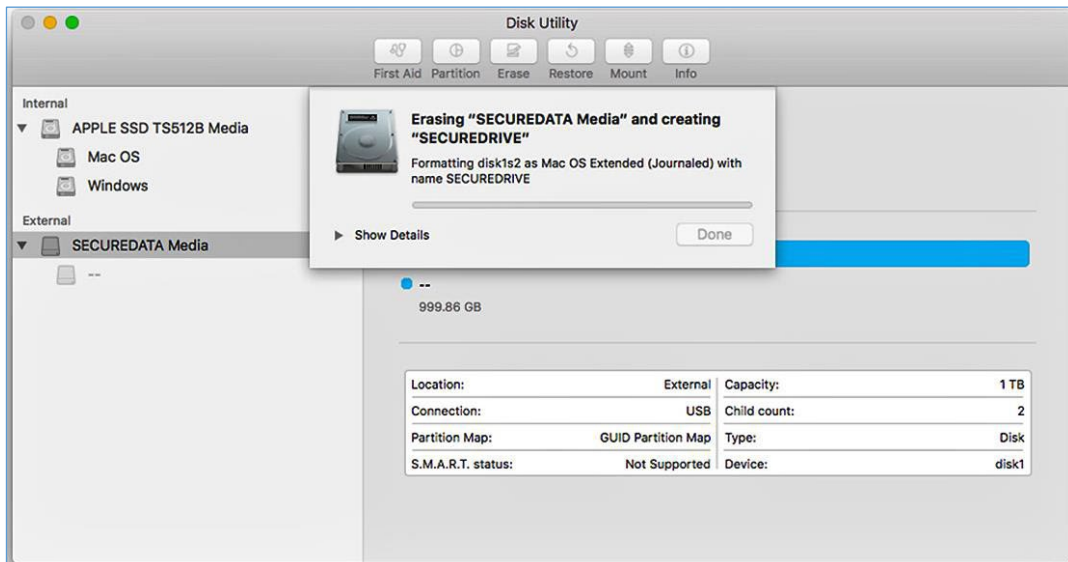 Disk Utility
First Aid Partition Erase Restore Mount Info
Internal
APPLE SSD TS512B Media
Mac OS
Windows
External
SECUREDATA Media
--
Erasing “SECUREDATA Media” and creating
“SECUREDRIVE”
Formatting disk1s2 as Mac OS Extended (Journaled) with
name SECUREDRIVE
Show Details
Done
--
999.86 GB
Location: External Capacity: 1 TB
Connection: USB Child count: 2
Partition Map: GUID Partition Map Type: Disk
S.M.A.R.T. status: Not Supported Device: disk1